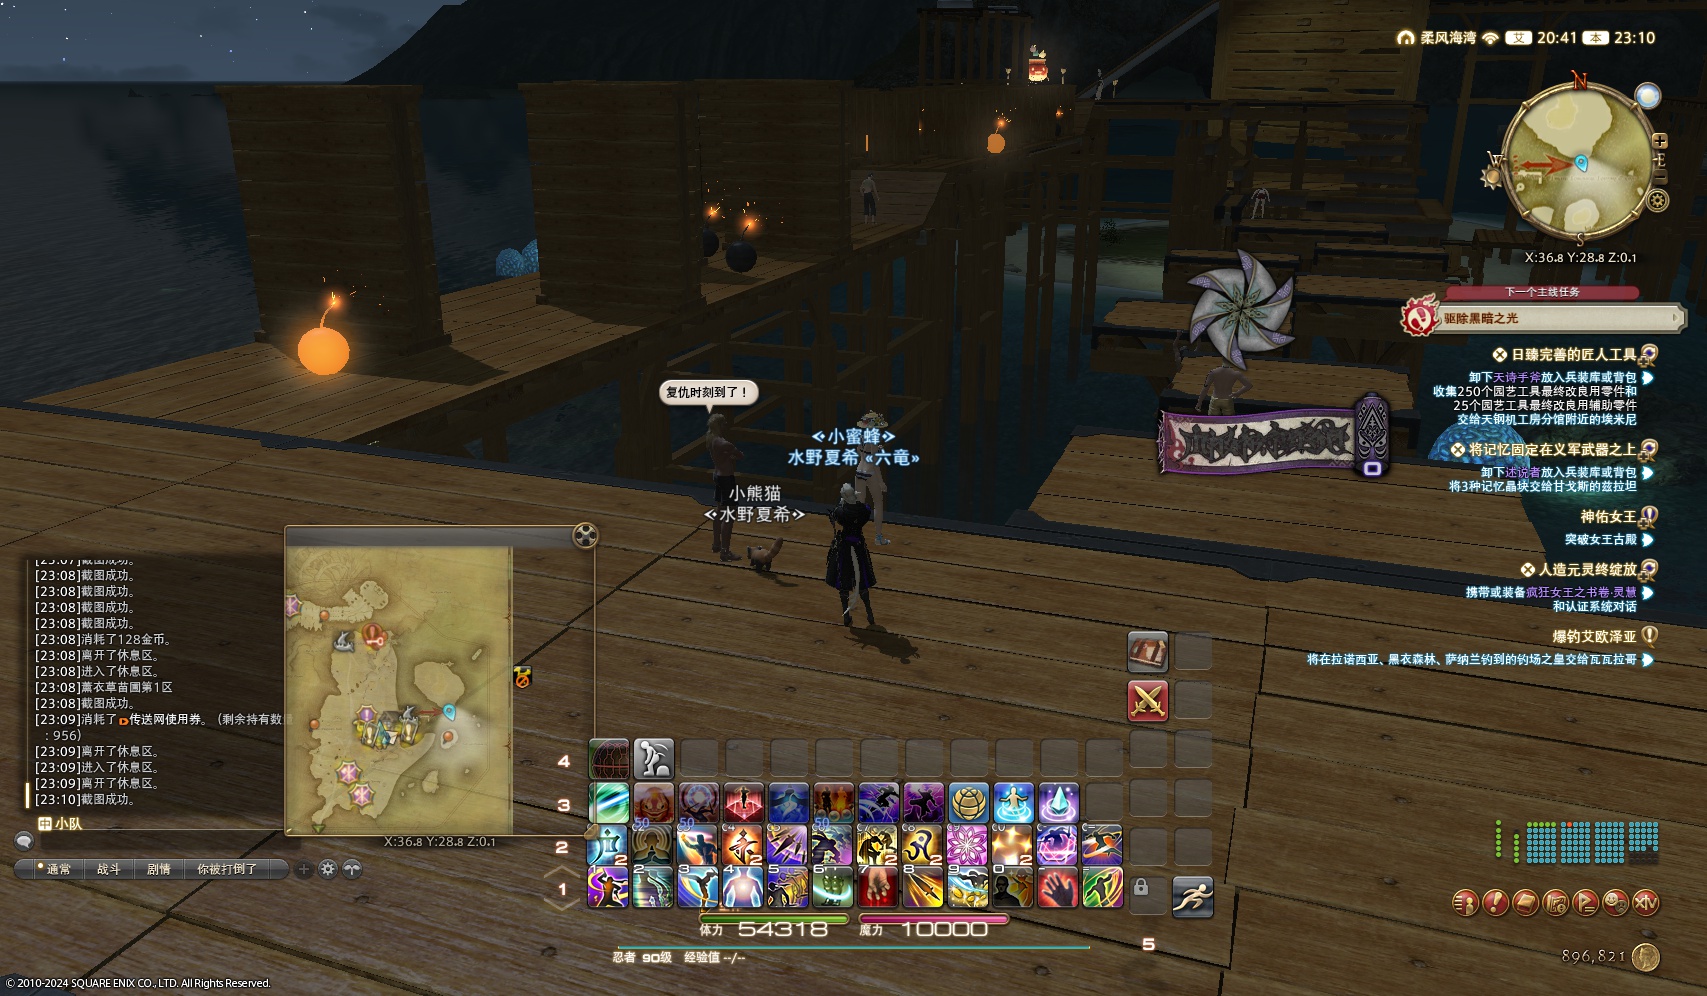 柔风海湾 艾 20:41 本 23:10
N
W
E
S
X:36.8 Y:28.8 Z:0.1
下一个主线任务
驱除黑暗之光
日臻完善的匠人工具
卸下天诗手斧放入兵装库或背包
收集250个园艺工具最终改良用零件和
25个园艺工具最终改良用辅助零件
交给天钢机工房分馆附近的埃米尼
将记忆固定在义军武器之上
卸下述说者放入兵装库或背包
将3种记忆晶块交给甘戈斯的兹拉坦
神佑女王
突破女王古殿
人造元灵终绽放
携带或装备疯狂女王之书卷·灵慧
和认证系统对话
爆钓艾欧泽亚
将在拉诺西亚、黑衣森林、萨纳兰钓到的钓场之皇交给瓦瓦拉哥
复仇时刻到了！
小蜜蜂
水野夏希 «六竜»
小熊猫
水野夏希
[23:07]截图成功。
[23:08]截图成功。
[23:08]截图成功。
[23:08]截图成功。
[23:08]截图成功。
[23:08]消耗了128金币。
[23:08]离开了休息区。
[23:08]进入了休息区。
[23:08]薰衣草苗圃第1区
[23:08]截图成功。
[23:09]消耗了传送网使用券。（剩余持有数
：956）
[23:09]离开了休息区。
[23:09]进入了休息区。
[23:09]离开了休息区。
[23:10]截图成功。
小队
通常 战斗 剧情 你被打倒了
X:36.8 Y:28.8 Z:0.1
4
3
2
1
5
体力 54318 魔力 10000
忍者 90级 经验值 --/--
896,821
© 2010-2024 SQUARE ENIX CO., LTD. All Rights Reserved.